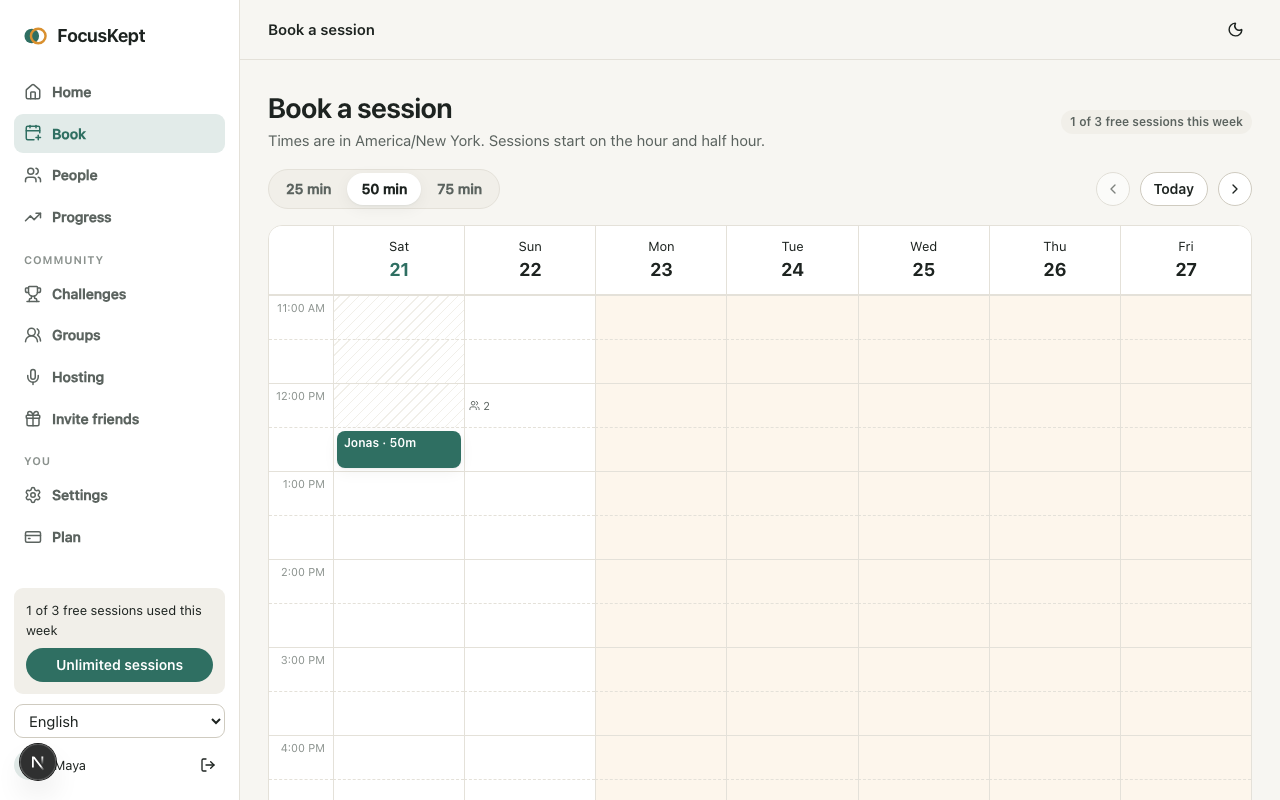 FocusKept
Home
Book
People
Progress
COMMUNITY
Challenges
Groups
Hosting
Invite friends
YOU
Settings
Plan
1 of 3 free sessions used this
week
Unlimited sessions
English
N
Maya
Book a session
Book a session
Times are in America/New York. Sessions start on the hour and half hour.
1 of 3 free sessions this week
25 min 50 min 75 min
Today
Sat Sun Mon Tue Wed Thu Fri
21 22 23 24 25 26 27
11:00 AM
12:00 PM
2
Jonas · 50m
1:00 PM
2:00 PM
3:00 PM
4:00 PM